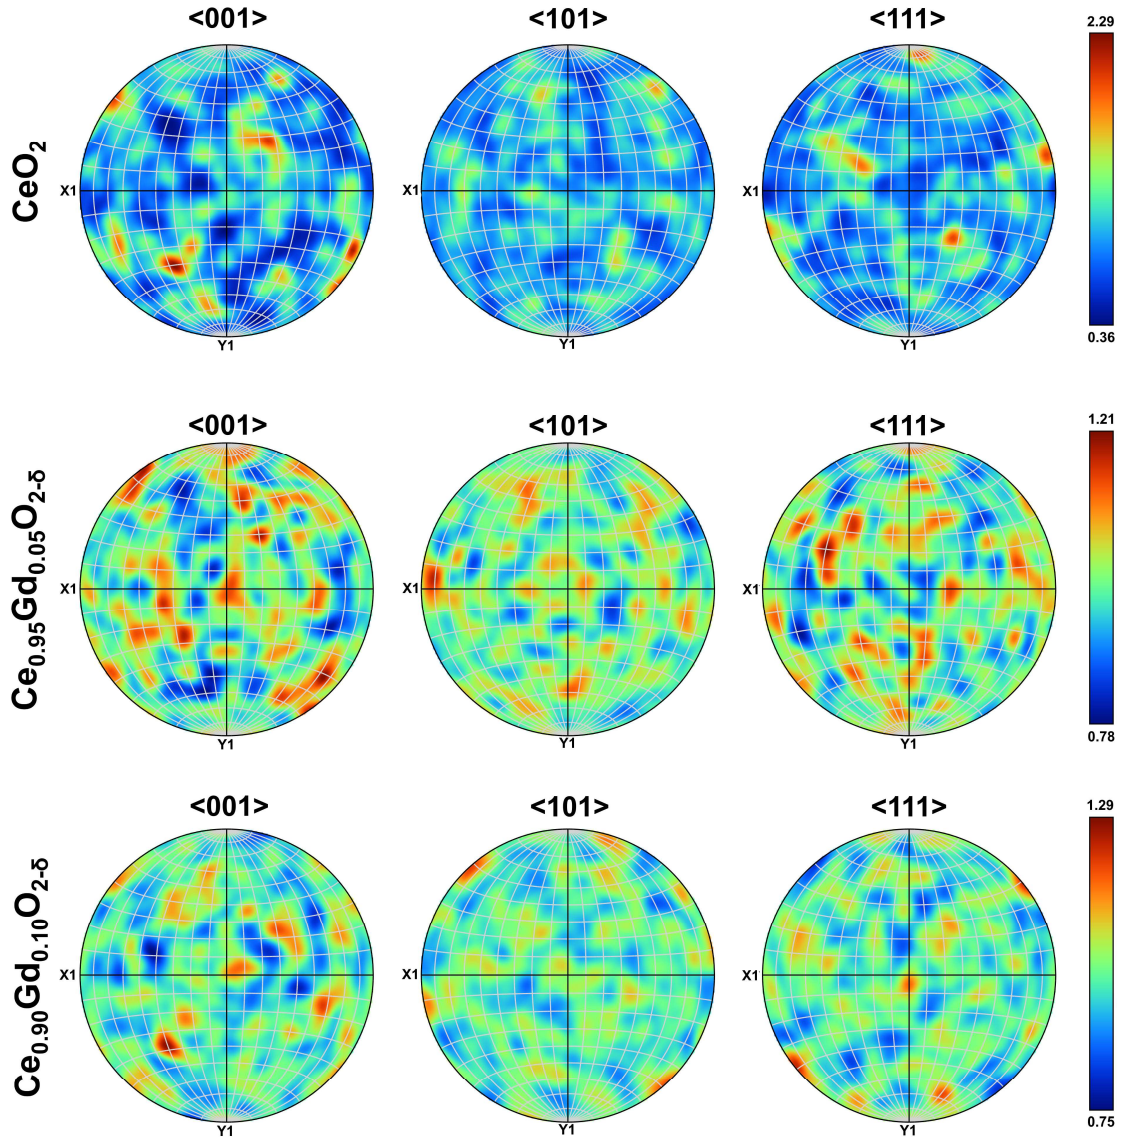 <001> <101> <111>
2.29
CeO2
X1 X1 X1
0.36
Y1 Y1 Y1
<001> <101> <111>
1.21
Ce0.95Gd0.05O2-δ
X1 X1 X1
0.78
Y1 Y1 Y1
<001> <101> <111>
1.29
Ce0.90Gd0.10O2-δ
X1 X1 X1
0.75
Y1 Y1 Y1